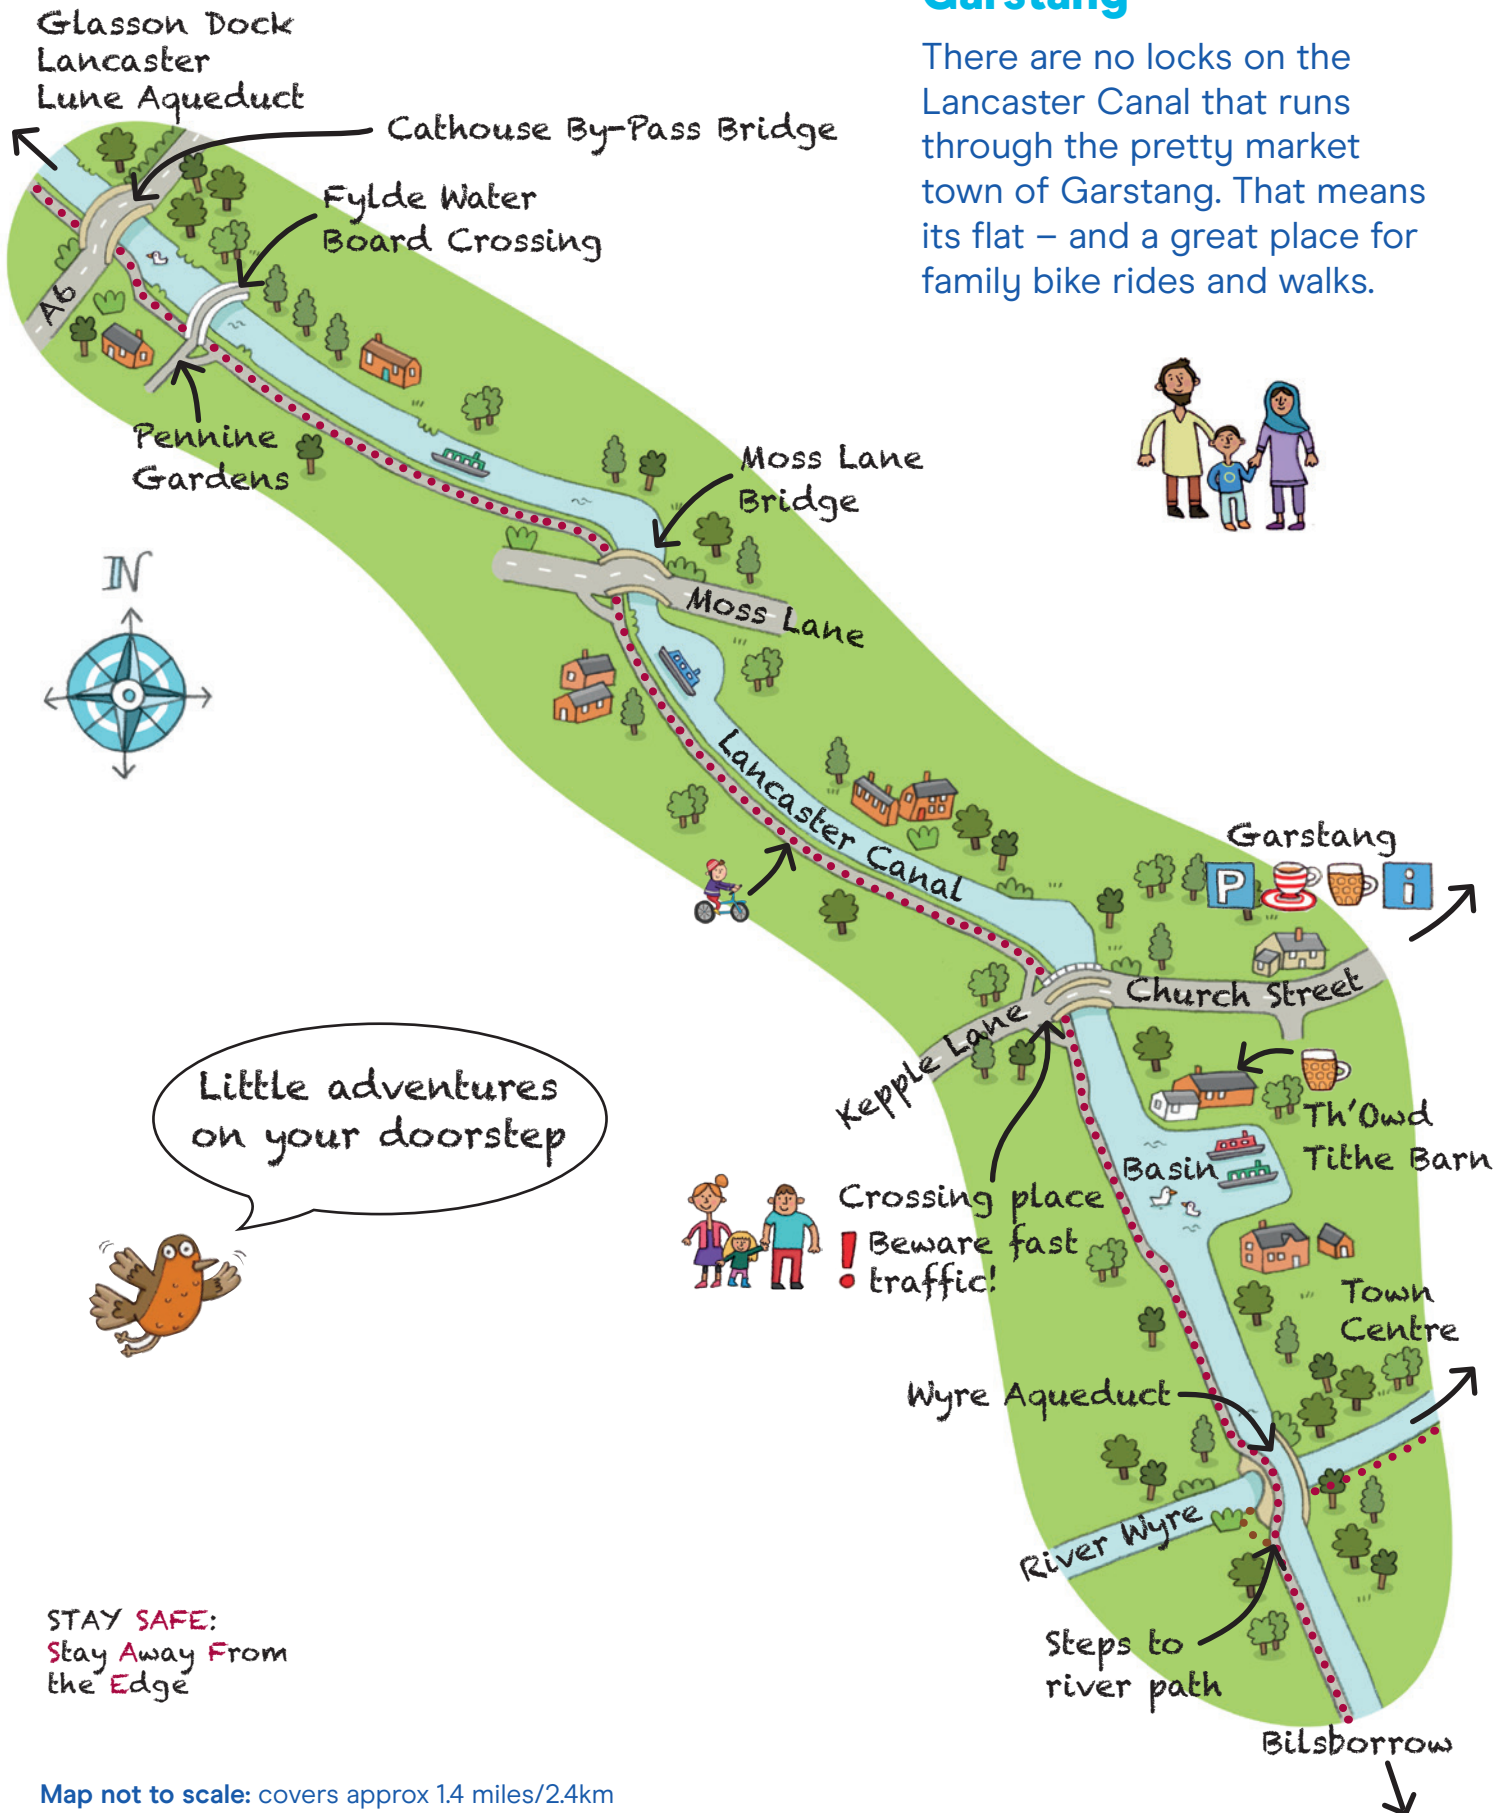 Garstang
There are no locks on the
Lancaster Canal that runs
through the pretty market
town of Garstang. That means
its flat – and a great place for
family bike rides and walks.
Glasson Dock
Lancaster
Lune Aqueduct
Cathouse By-Pass Bridge
Fylde Water
Board Crossing
A6
Pennine
Gardens
Moss Lane
Bridge
Moss Lane
N
Lancaster Canal
Garstang
P
i
Church Street
Kepple Lane
Th'Owd
Tithe Barn
Basin
Crossing place
! Beware fast
traffic!
Little adventures
on your doorstep
Town
Centre
Wyre Aqueduct
River Wyre
Steps to
river path
Bilsborrow
STAY SAFE:
Stay Away From
the Edge
Map not to scale: covers approx 1.4 miles/2.4km